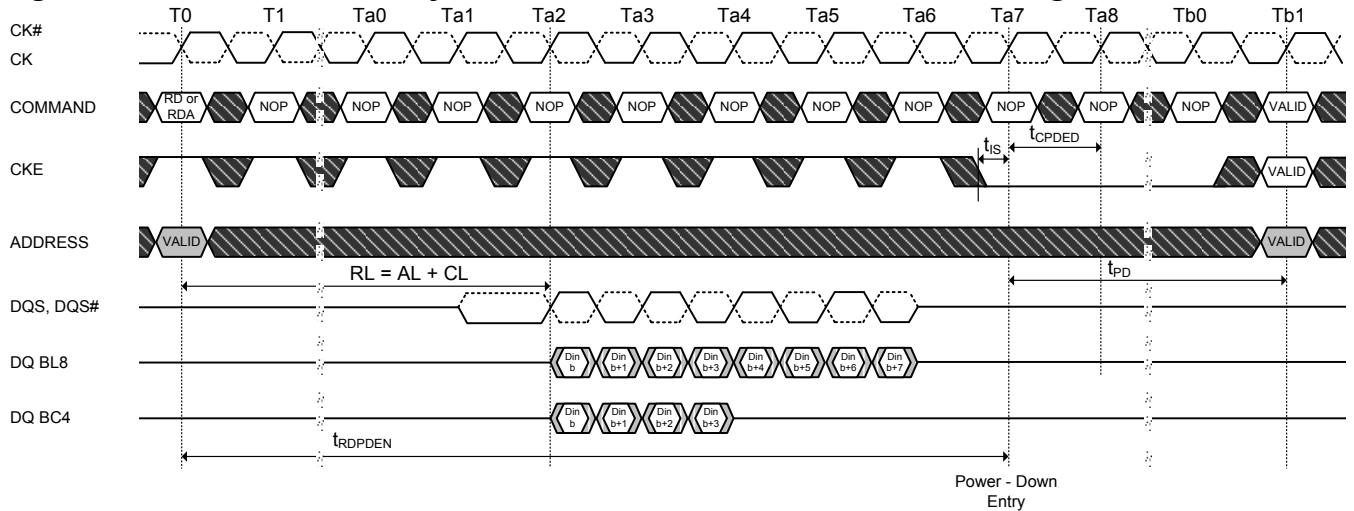 T0 T1 Ta0 Ta1 Ta2 Ta3 Ta4 Ta5 Ta6 Ta7 Ta8 Tb0 Tb1
CK#
CK
COMMAND RD or RDA NOP NOP NOP NOP NOP NOP NOP NOP NOP NOP NOP VALID
tIS tCPDED
CKE VALID
ADDRESS VALID VALID
RL = AL + CL tPD
DQS, DQS#
DQ BL8 Din b Din b+1 Din b+2 Din b+3 Din b+4 Din b+5 Din b+6 Din b+7
DQ BC4 Din b Din b+1 Din b+2 Din b+3
tRDPDEN
Power - Down
Entry